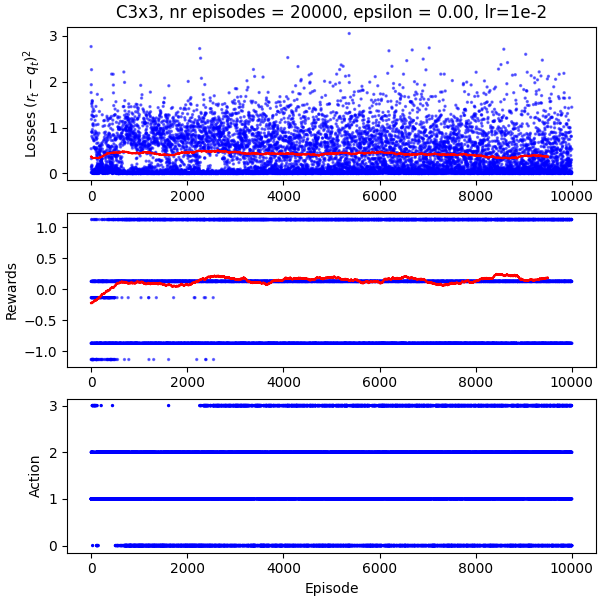 C3x3, nr episodes = 20000, epsilon = 0.00, lr=1e-2
Losses $(r_t - q_t)^2$
3
2
1
0
0 2000 4000 6000 8000 10000
Rewards
1.0
0.5
0.0
−0.5
−1.0
0 2000 4000 6000 8000 10000
Action
3
2
1
0
0 2000 4000 6000 8000 10000
Episode